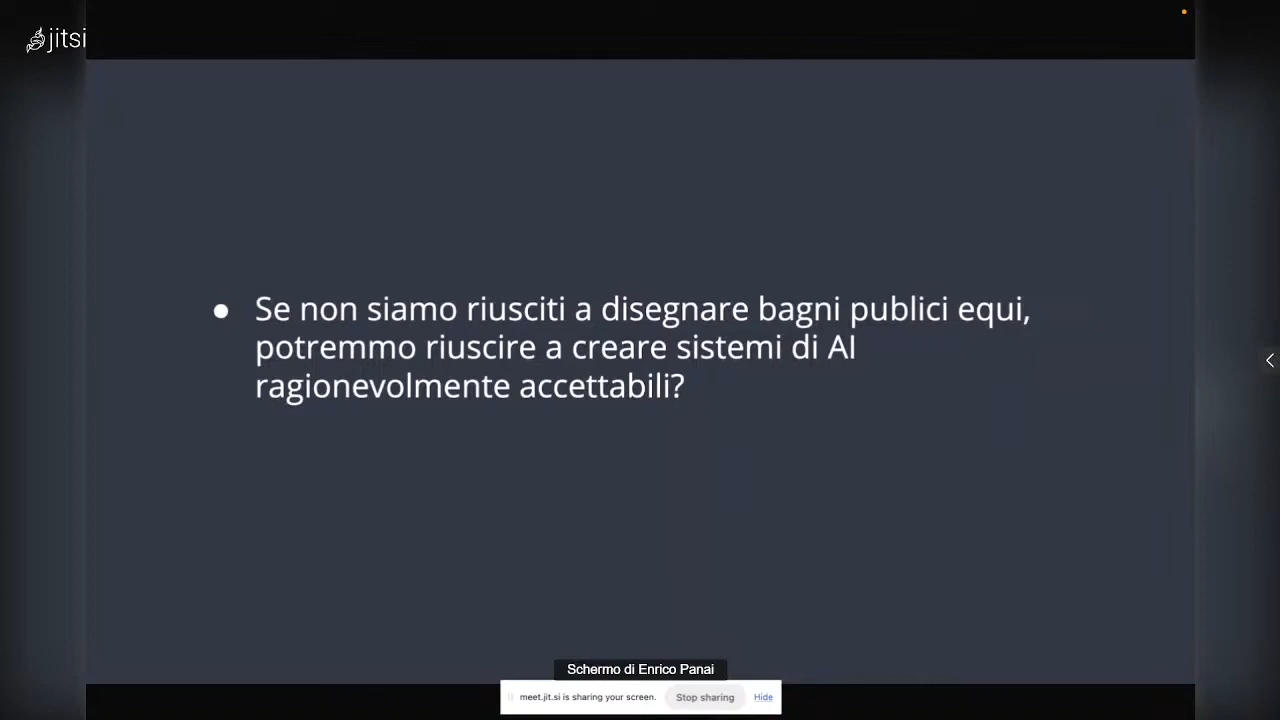 jitsi
● Se non siamo riusciti a disegnare bagni publici equi,
potremmo riuscire a creare sistemi di AI
ragionevolmente accettabili?
Schermo di Enrico Panai
meet.jit.si is sharing your screen. Stop sharing Hide